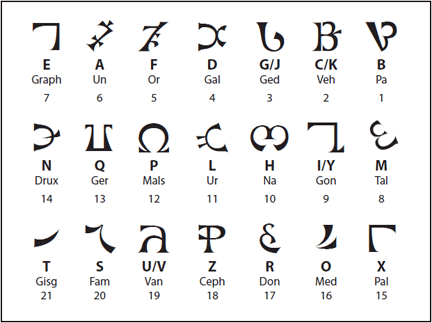 E A F D G/J C/K B
Graph Un Or Gal Ged Veh Pa
7 6 5 4 3 2 1
N Q P L H I/Y M
Drux Ger Mals Ur Na Gon Tal
14 13 12 11 10 9 8
T S U/V Z R O X
Gisg Fam Van Ceph Don Med Pal
21 20 19 18 17 16 15